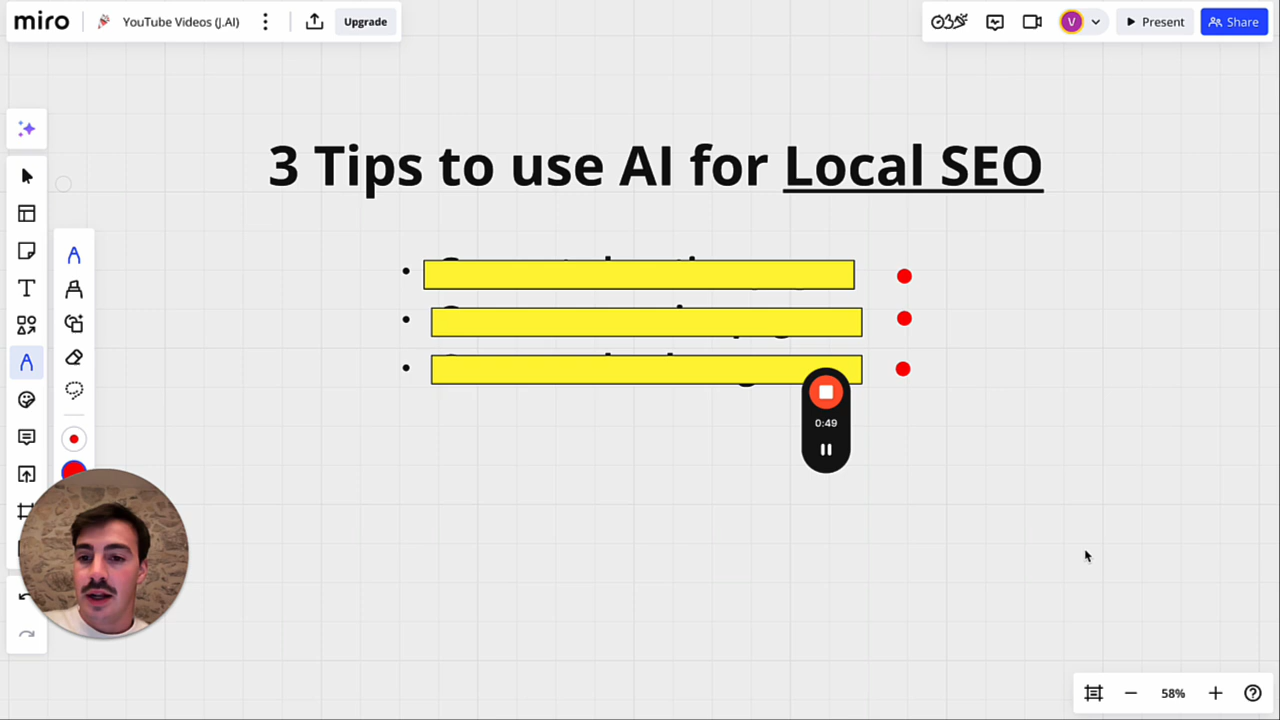 miro
YouTube Videos (J.AI)
Upgrade
V
Present
Share
3 Tips to use AI for Local SEO
0:49
58%